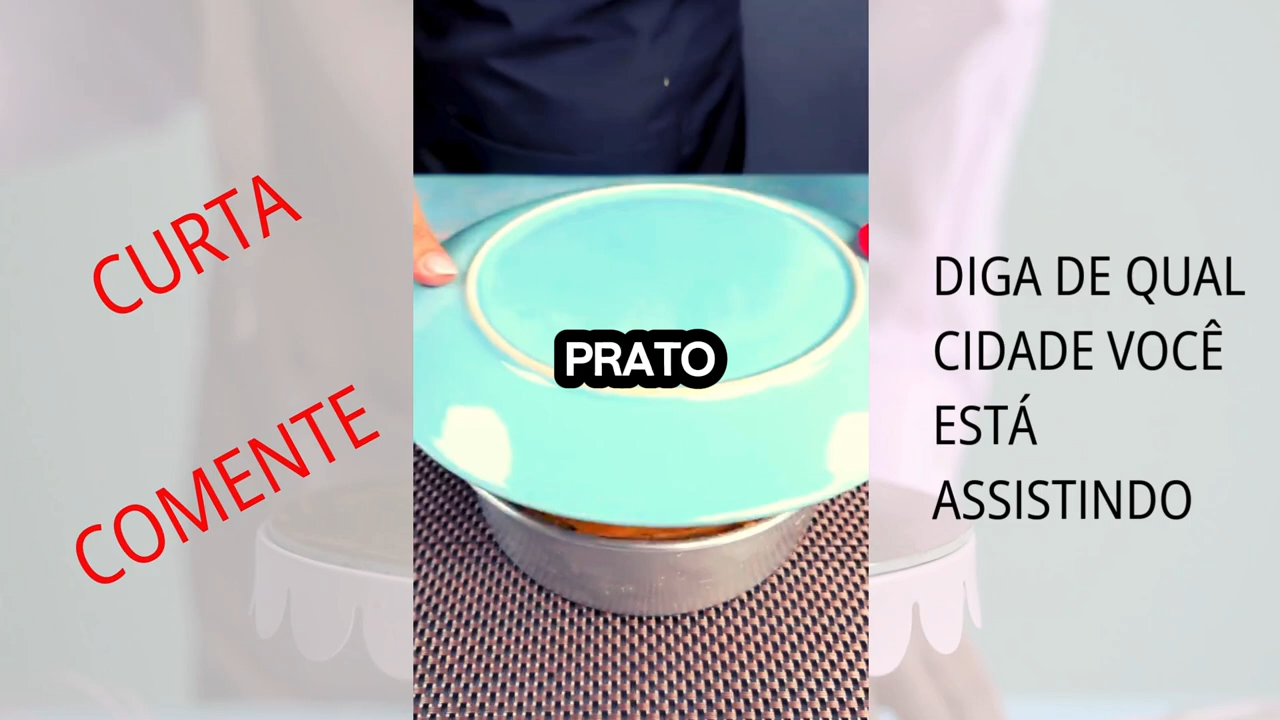 CURTA
COMENTE
PRATO
DIGA DE QUAL
CIDADE VOCÊ
ESTÁ
ASSISTINDO